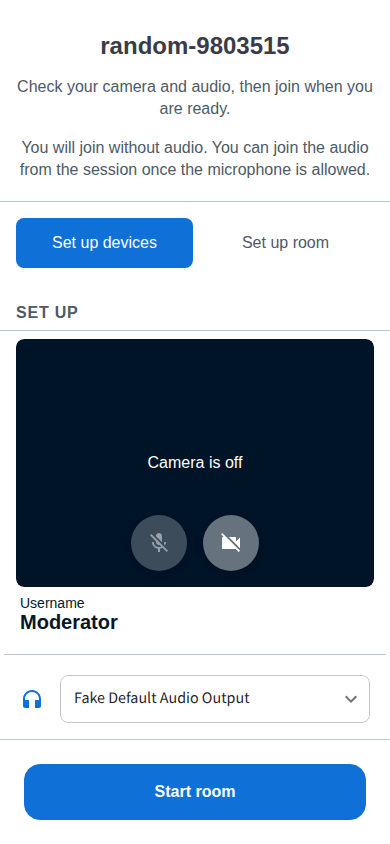 random-9803515
Check your camera and audio, then join when you
are ready.
You will join without audio. You can join the audio
from the session once the microphone is allowed.
Set up devices
Set up room
SET UP
Camera is off
Username
Moderator
Fake Default Audio Output
Start room